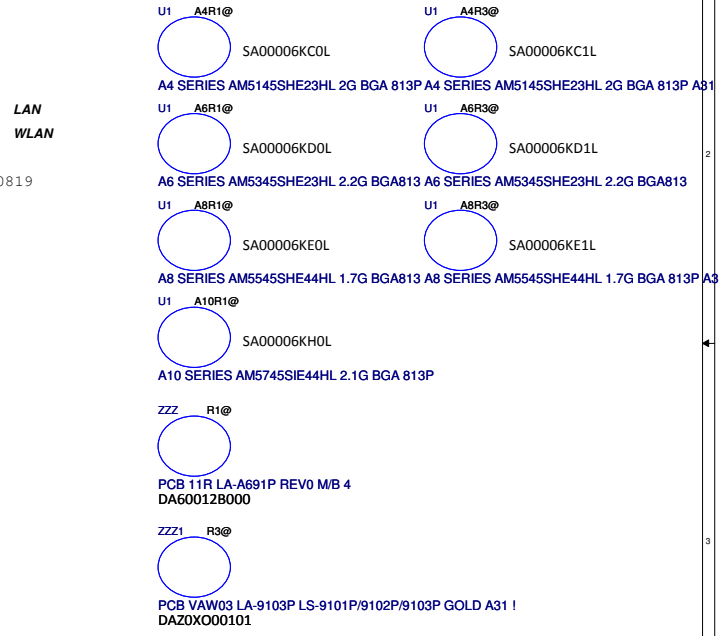 U1 A4R1@ U1 A4R3@
SA00006KC0L SA00006KC1L
A4 SERIES AM5145SHE23HL 2G BGA 813P A4 SERIES AM5145SHE23HL 2G BGA 813P A31
LAN
U1 A6R1@ U1 A6R3@
WLAN
SA00006KD0L SA00006KD1L
2
0819
A6 SERIES AM5345SHE23HL 2.2G BGA813 A6 SERIES AM5345SHE23HL 2.2G BGA813
U1 A8R1@ U1 A8R3@
SA00006KE0L SA00006KE1L
A8 SERIES AM5545SHE44HL 1.7G BGA813 A8 SERIES AM5545SHE44HL 1.7G BGA 813P A3
U1 A10R1@
SA00006KH0L
A10 SERIES AM5745SIE44HL 2.1G BGA 813P
ZZZ R1@
PCB 11R LA-A691P REV0 M/B 4
DA60012B000
ZZZ1 R3@
3
PCB VAW03 LA-9103P LS-9101P/9102P/9103P GOLD A31 !
DAZ0XO00101